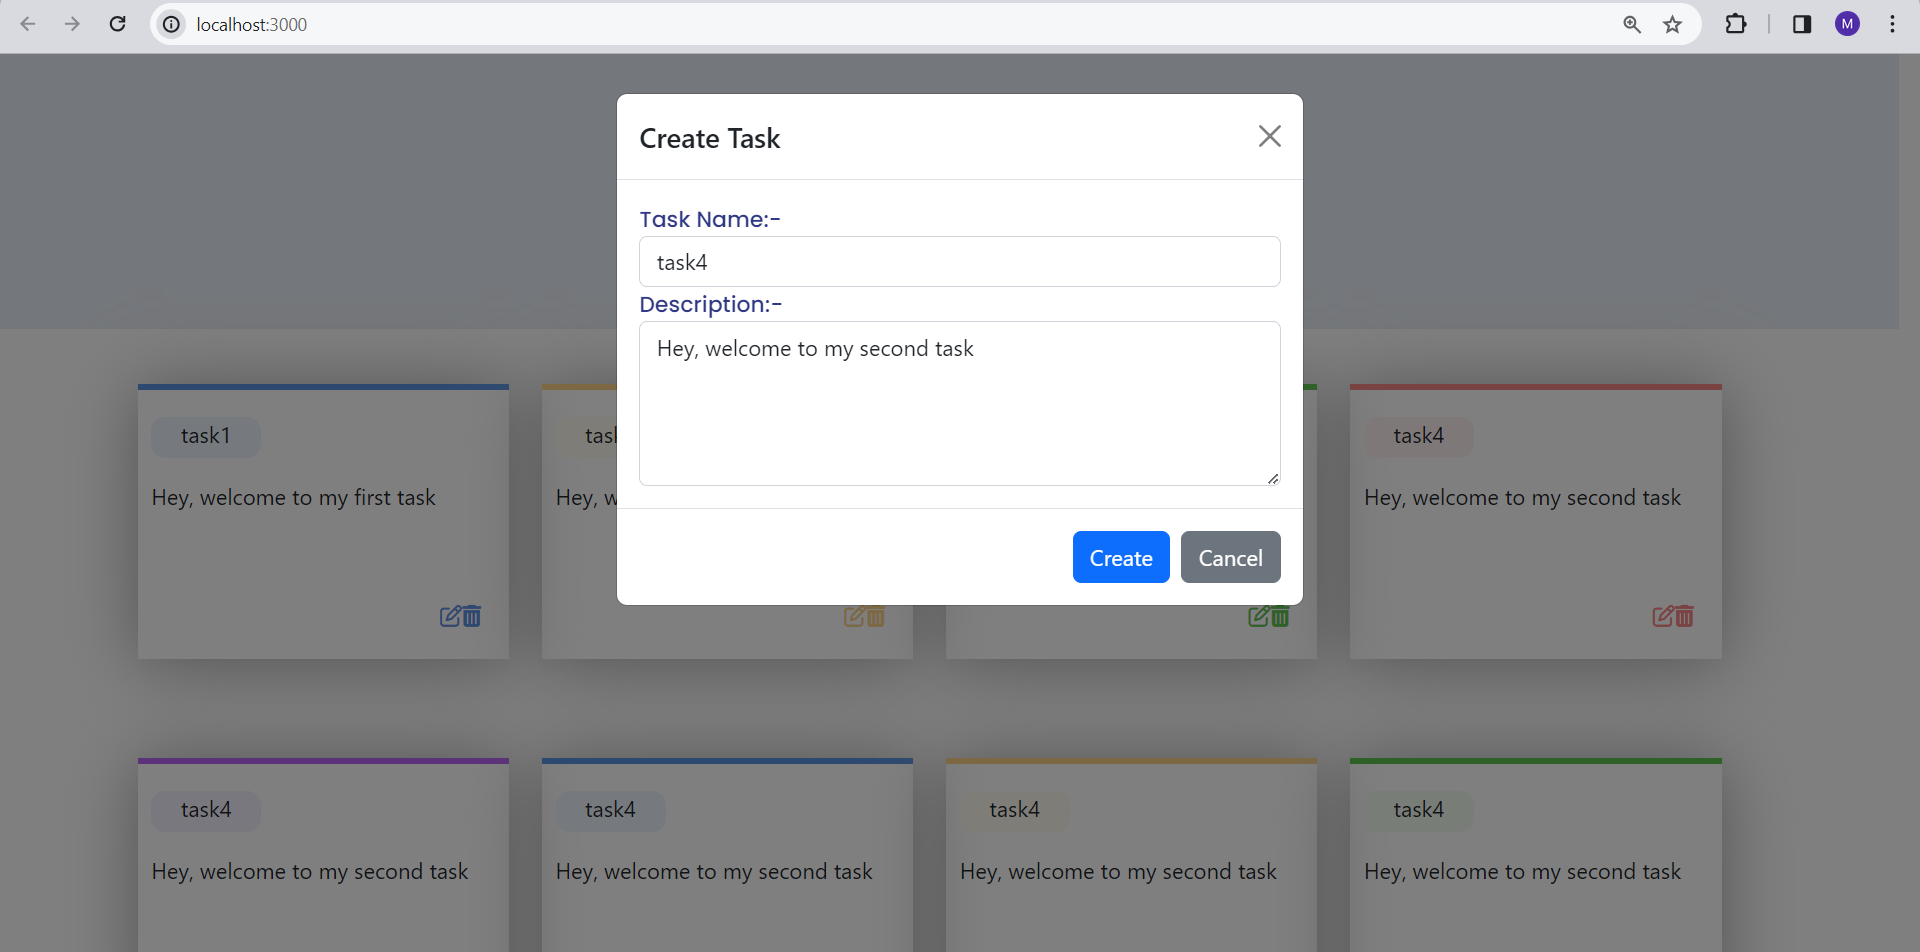 localhost:3000
M
Create Task
Task Name:-
task4
Description:-
Hey, welcome to my second task
Create
Cancel
task1
Hey, welcome to my first task
task4
Hey, welcome to my second task
task4
Hey, welcome to my second task
task4
Hey, welcome to my second task
task4
Hey, welcome to my second task
task4
Hey, welcome to my second task